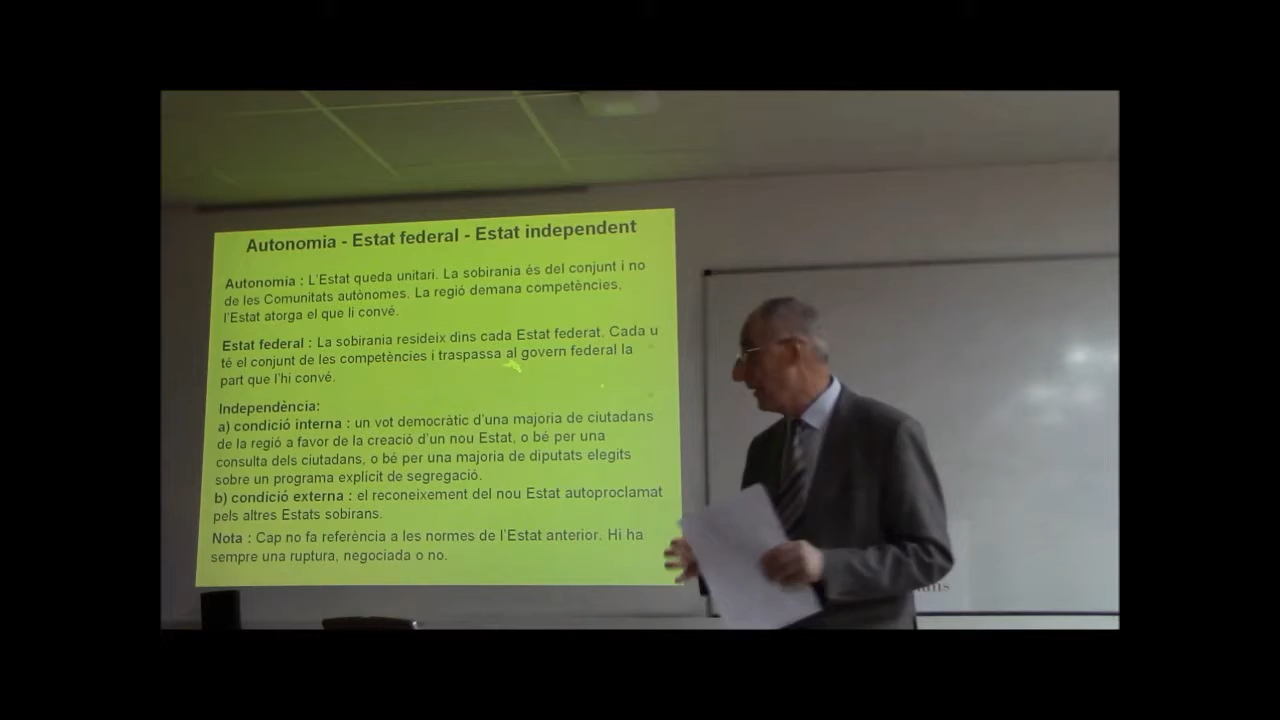 Autonomia - Estat federal - Estat independent
Autonomia : L'Estat queda unitari. La sobirania és del conjunt i no
de les Comunitats autònomes. La regió demana competències,
l'Estat atorga el que li convé.
Estat federal : La sobirania resideix dins cada Estat federat. Cada u
té el conjunt de les competències i traspassa al govern federal la
part que l'hi convé.
Independència:
a) condició interna : un vot democràtic d'una majoria de ciutadans
de la regió a favor de la creació d'un nou Estat, o bé per una
consulta dels ciutadans, o bé per una majoria de diputats elegits
sobre un programa explícit de segregació.
b) condició externa : el reconeixement del nou Estat autoproclamat
pels altres Estats sobirans.
Nota : Cap no fa referència a les normes de l'Estat anterior. Hi ha
sempre una ruptura, negociada o no.